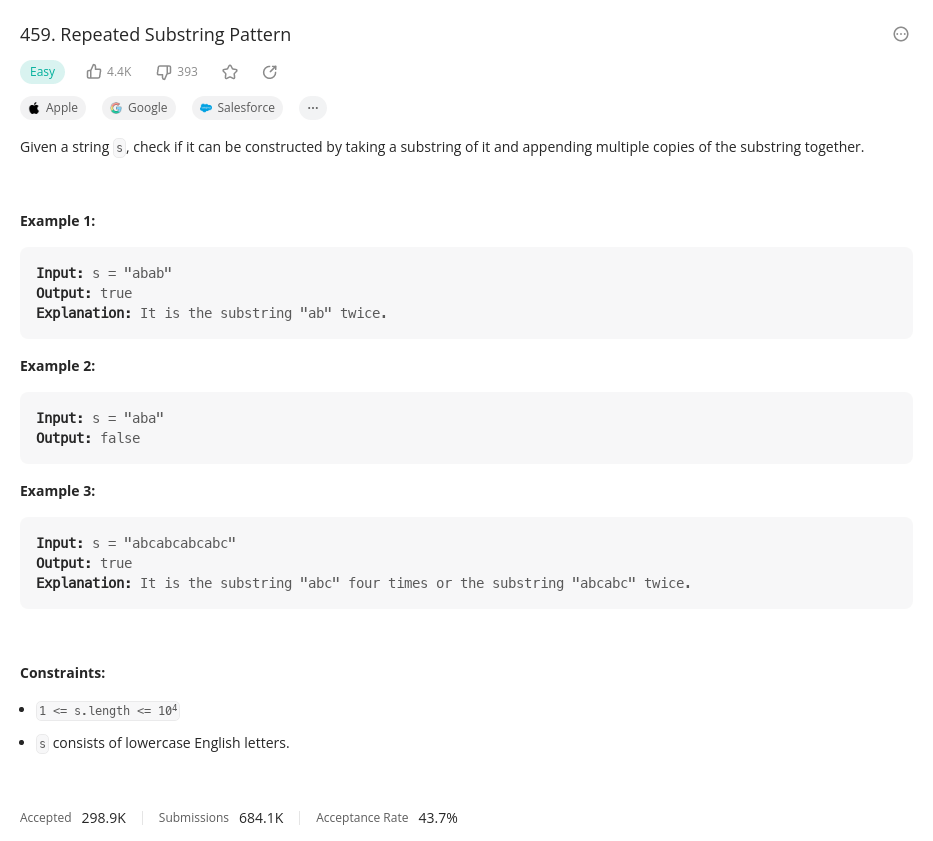 459. Repeated Substring Pattern
Easy 4.4K 393
Apple Google Salesforce ...
Given a string s, check if it can be constructed by taking a substring of it and appending multiple copies of the substring together.
Example 1:
Input: s = "abab"
Output: true
Explanation: It is the substring "ab" twice.
Example 2:
Input: s = "aba"
Output: false
Example 3:
Input: s = "abcabcabcabc"
Output: true
Explanation: It is the substring "abc" four times or the substring "abcabc" twice.
Constraints:
• 1 <= s.length <= 10⁴
• s consists of lowercase English letters.
Accepted 298.9K Submissions 684.1K Acceptance Rate 43.7%